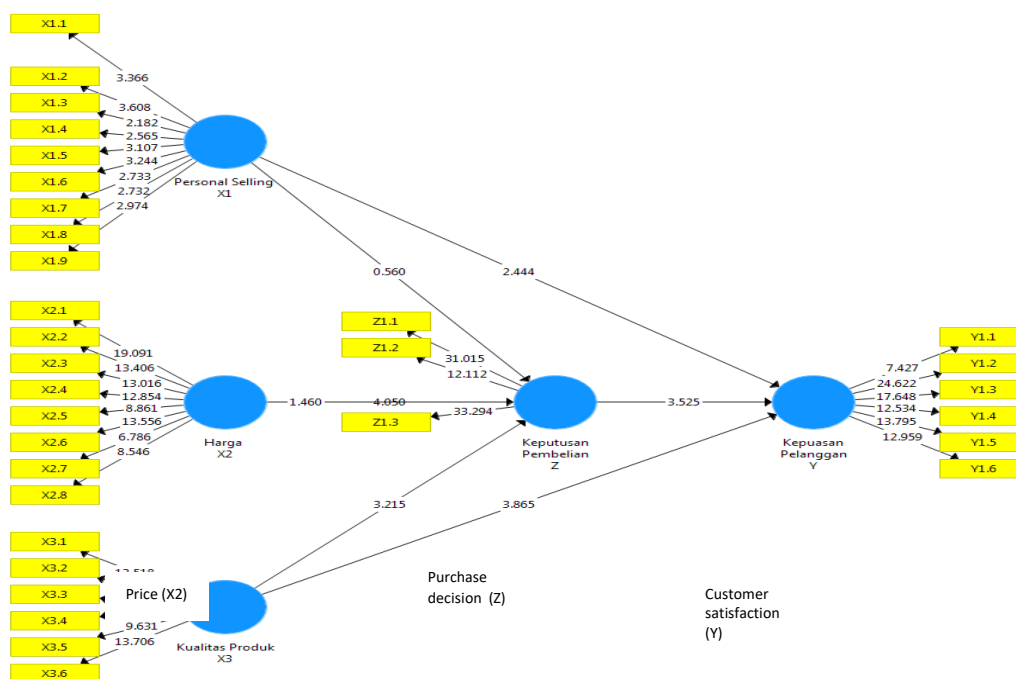 X1.1
3.366
X1.2
X1.3
X1.4
X1.5
X1.6
X1.7
X1.8
X1.9
3.608
2.182
2.565
3.107
3.244
2.733
2.732
2.974
Personal Selling
X1
0.560
2.444
X2.1
X2.2
X2.3
X2.4
X2.5
X2.6
X2.7
X2.8
19.091
13.406
13.016
12.854
8.861
13.556
6.786
8.546
Harga
X2
1.460
4.050
Z1.1
Z1.2
Z1.3
31.015
12.112
33.294
Keputusan
Pembelian
Z
3.525
Kepuasan
Pelanggan
Y
7.427
24.622
17.648
12.534
13.795
12.959
Y1.1
Y1.2
Y1.3
Y1.4
Y1.5
Y1.6
3.215
3.865
X3.1
X3.2
X3.3
X3.4
X3.5
X3.6
9.631
13.706
Price (X2)
Kualitas Produk
X3
Purchase
decision (Z)
Customer
satisfaction
(Y)